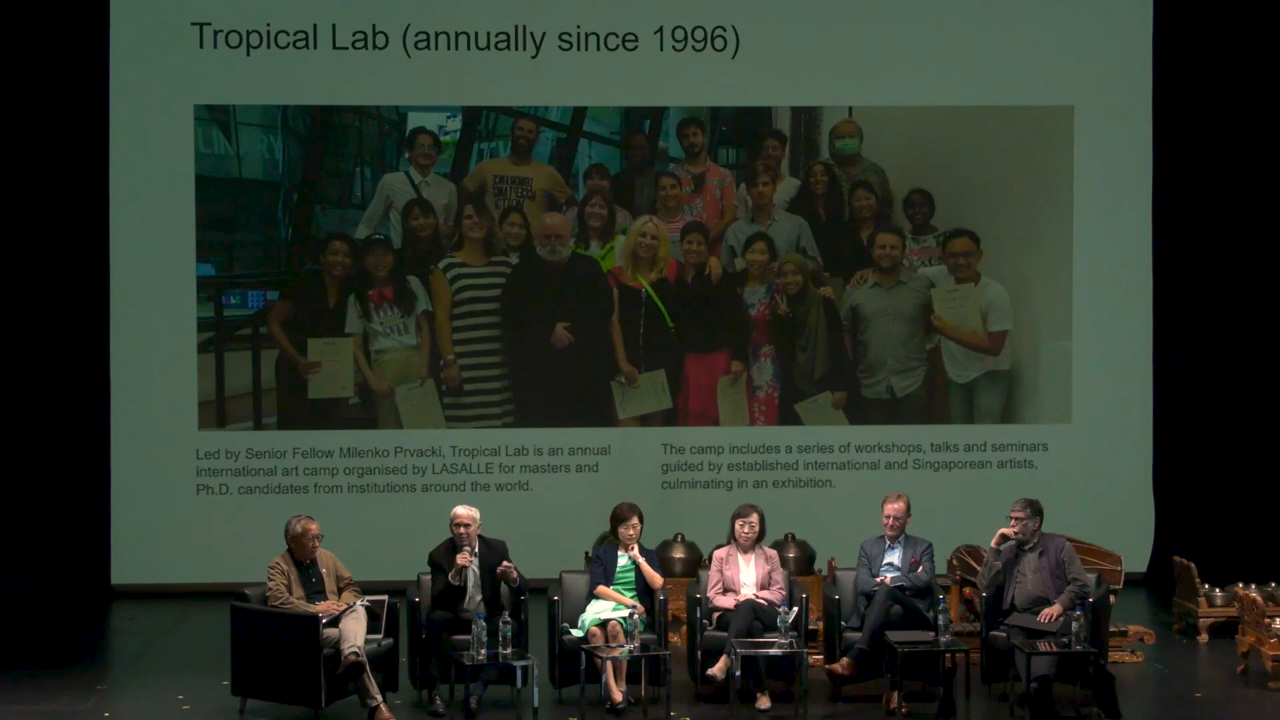 Tropical Lab (annually since 1996)
Led by Senior Fellow Milenko Prvacki, Tropical Lab is an annual
international art camp organised by LASALLE for masters and
Ph.D. candidates from institutions around the world.
The camp includes a series of workshops, talks and seminars
guided by established international and Singaporean artists,
culminating in an exhibition.